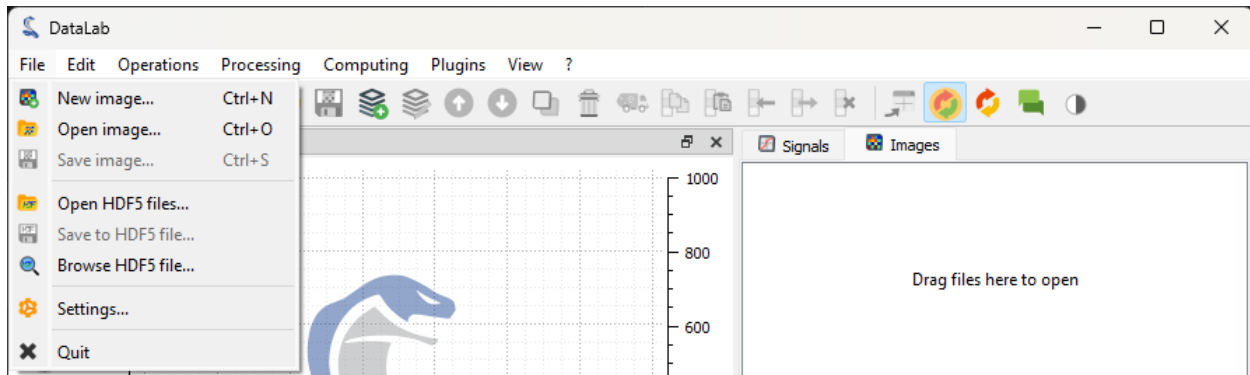 DataLab
File Edit Operations Processing Computing Plugins View ?
New image... Ctrl+N
Open image... Ctrl+O
Save image... Ctrl+S
Open HDF5 files...
Save to HDF5 file...
Browse HDF5 file...
Settings...
Quit
1000
800
600
Signals Images
Drag files here to open